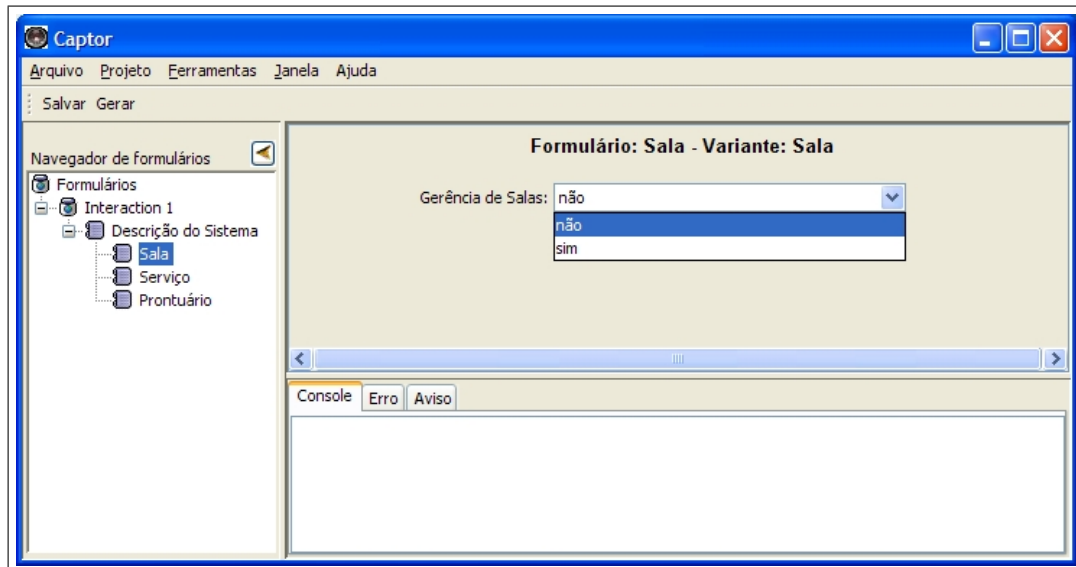 Captor
Arquivo Projeto Ferramentas Janela Ajuda
Salvar Gerar
Navegador de formulários
Formulários
Interaction 1
Descrição do Sistema
Sala
Serviço
Prontuário
Formulário: Sala - Variante: Sala
Gerência de Salas: não
não
sim
Console Erro Aviso